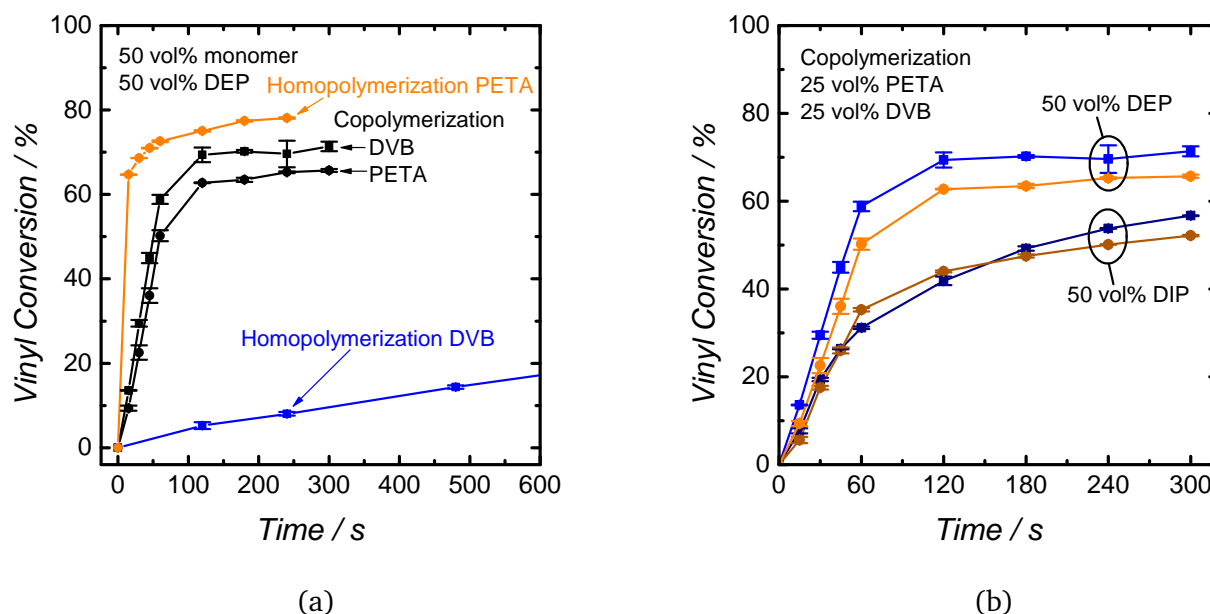 50 vol% monomer
50 vol% DEP
Homopolymerization PETA
Copolymerization
DVB
PETA
Homopolymerization DVB
Vinyl Conversion / %
100
80
60
40
20
0
0 100 200 300 400 500 600
Time / s
(a)
Copolymerization
25 vol% PETA
25 vol% DVB
50 vol% DEP
50 vol% DIP
Vinyl Conversion / %
100
80
60
40
20
0
0 60 120 180 240 300
Time / s
(b)